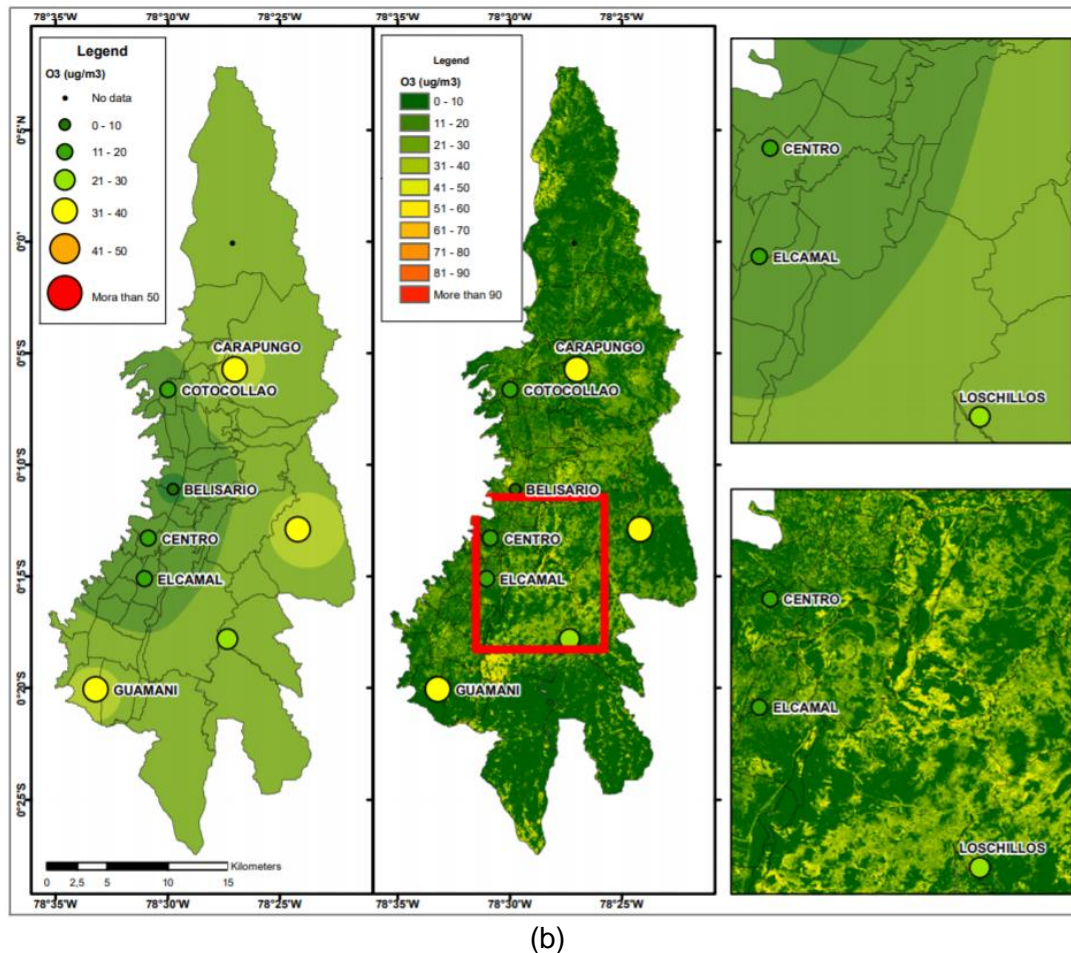 78°35'W
78°30'W
78°25'W
78°35'W
78°30'W
78°25'W
0°5'N
0°0'
0°5'S
0°10'S
0°15'S
0°20'S
0°25'S
Legend
O3 (ug/m3)
No data
0 - 10
11 - 20
21 - 30
31 - 40
41 - 50
Mora than 50
CARAPUNGO
COTOCOLLAO
BELISARIO
CENTRO
ELCAMAL
GUAMANI
0 2,5 5 10 15 Kilometers
Legend
O3 (ug/m3)
0 - 10
11 - 20
21 - 30
31 - 40
41 - 50
51 - 60
61 - 70
71 - 80
81 - 90
More than 90
CARAPUNGO
COTOCOLLAO
BELISARIO
CENTRO
ELCAMAL
GUAMANI
CENTRO
ELCAMAL
LOSCHILLOS
CENTRO
ELCAMAL
LOSCHILLOS
78°35'W
78°30'W
78°25'W
78°35'W
78°30'W
78°25'W
(b)